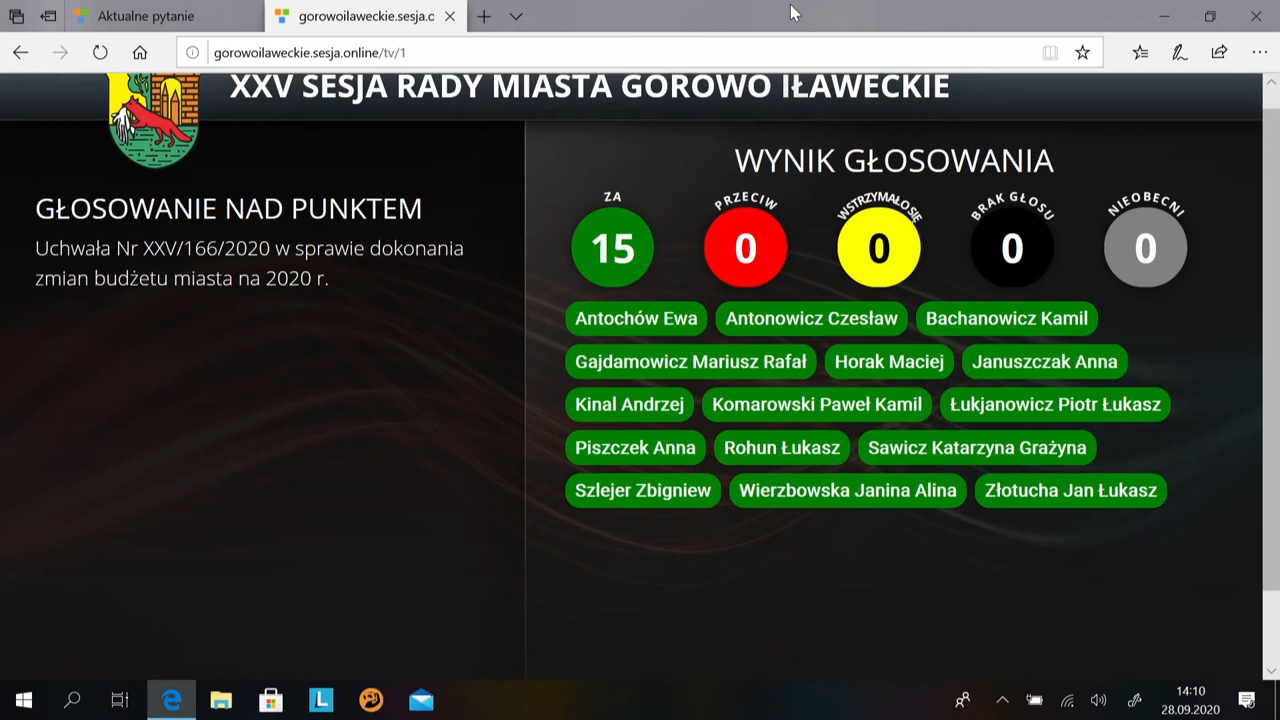 Aktualne pytanie
gorowoilaweckie.sesja.o
gorowoilaweckie.sesja.online/tv/1
XXV SESJA RADY MIASTA GOROWO IŁAWECKIE
GŁOSOWANIE NAD PUNKTEM
Uchwała Nr XXV/166/2020 w sprawie dokonania
zmian budżetu miasta na 2020 r.
WYNIK GŁOSOWANIA
ZA PRZECIW WSTRZYMAŁO SIĘ BRAK GŁOSU NIEOBECNI
15 0 0 0 0
Antochów Ewa Antonowicz Czesław Bachanowicz Kamil
Gajdamowicz Mariusz Rafał Horak Maciej Januszczak Anna
Kinal Andrzej Komarowski Paweł Kamil Łukjanowicz Piotr Łukasz
Piszczek Anna Rohun Łukasz Sawicz Katarzyna Grażyna
Szlejer Zbigniew Wierzbowska Janina Alina Złotucha Jan Łukasz
L
14:10
28.09.2020